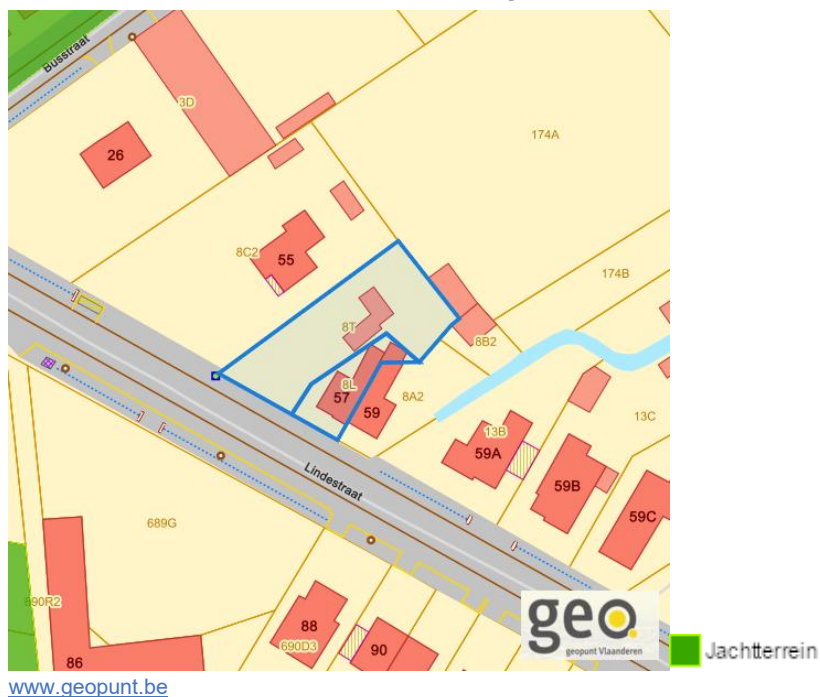 Busstraat
3D
26
174A
8C2
55
174B
8T
8B2
8L
57
59
8A2
13C
13B
59A
59B
59C
Lindestraat
689G
690R2
88
690D3
90
86
geo.
geopunt Vlaanderen
Jachtterrein
www.geopunt.be